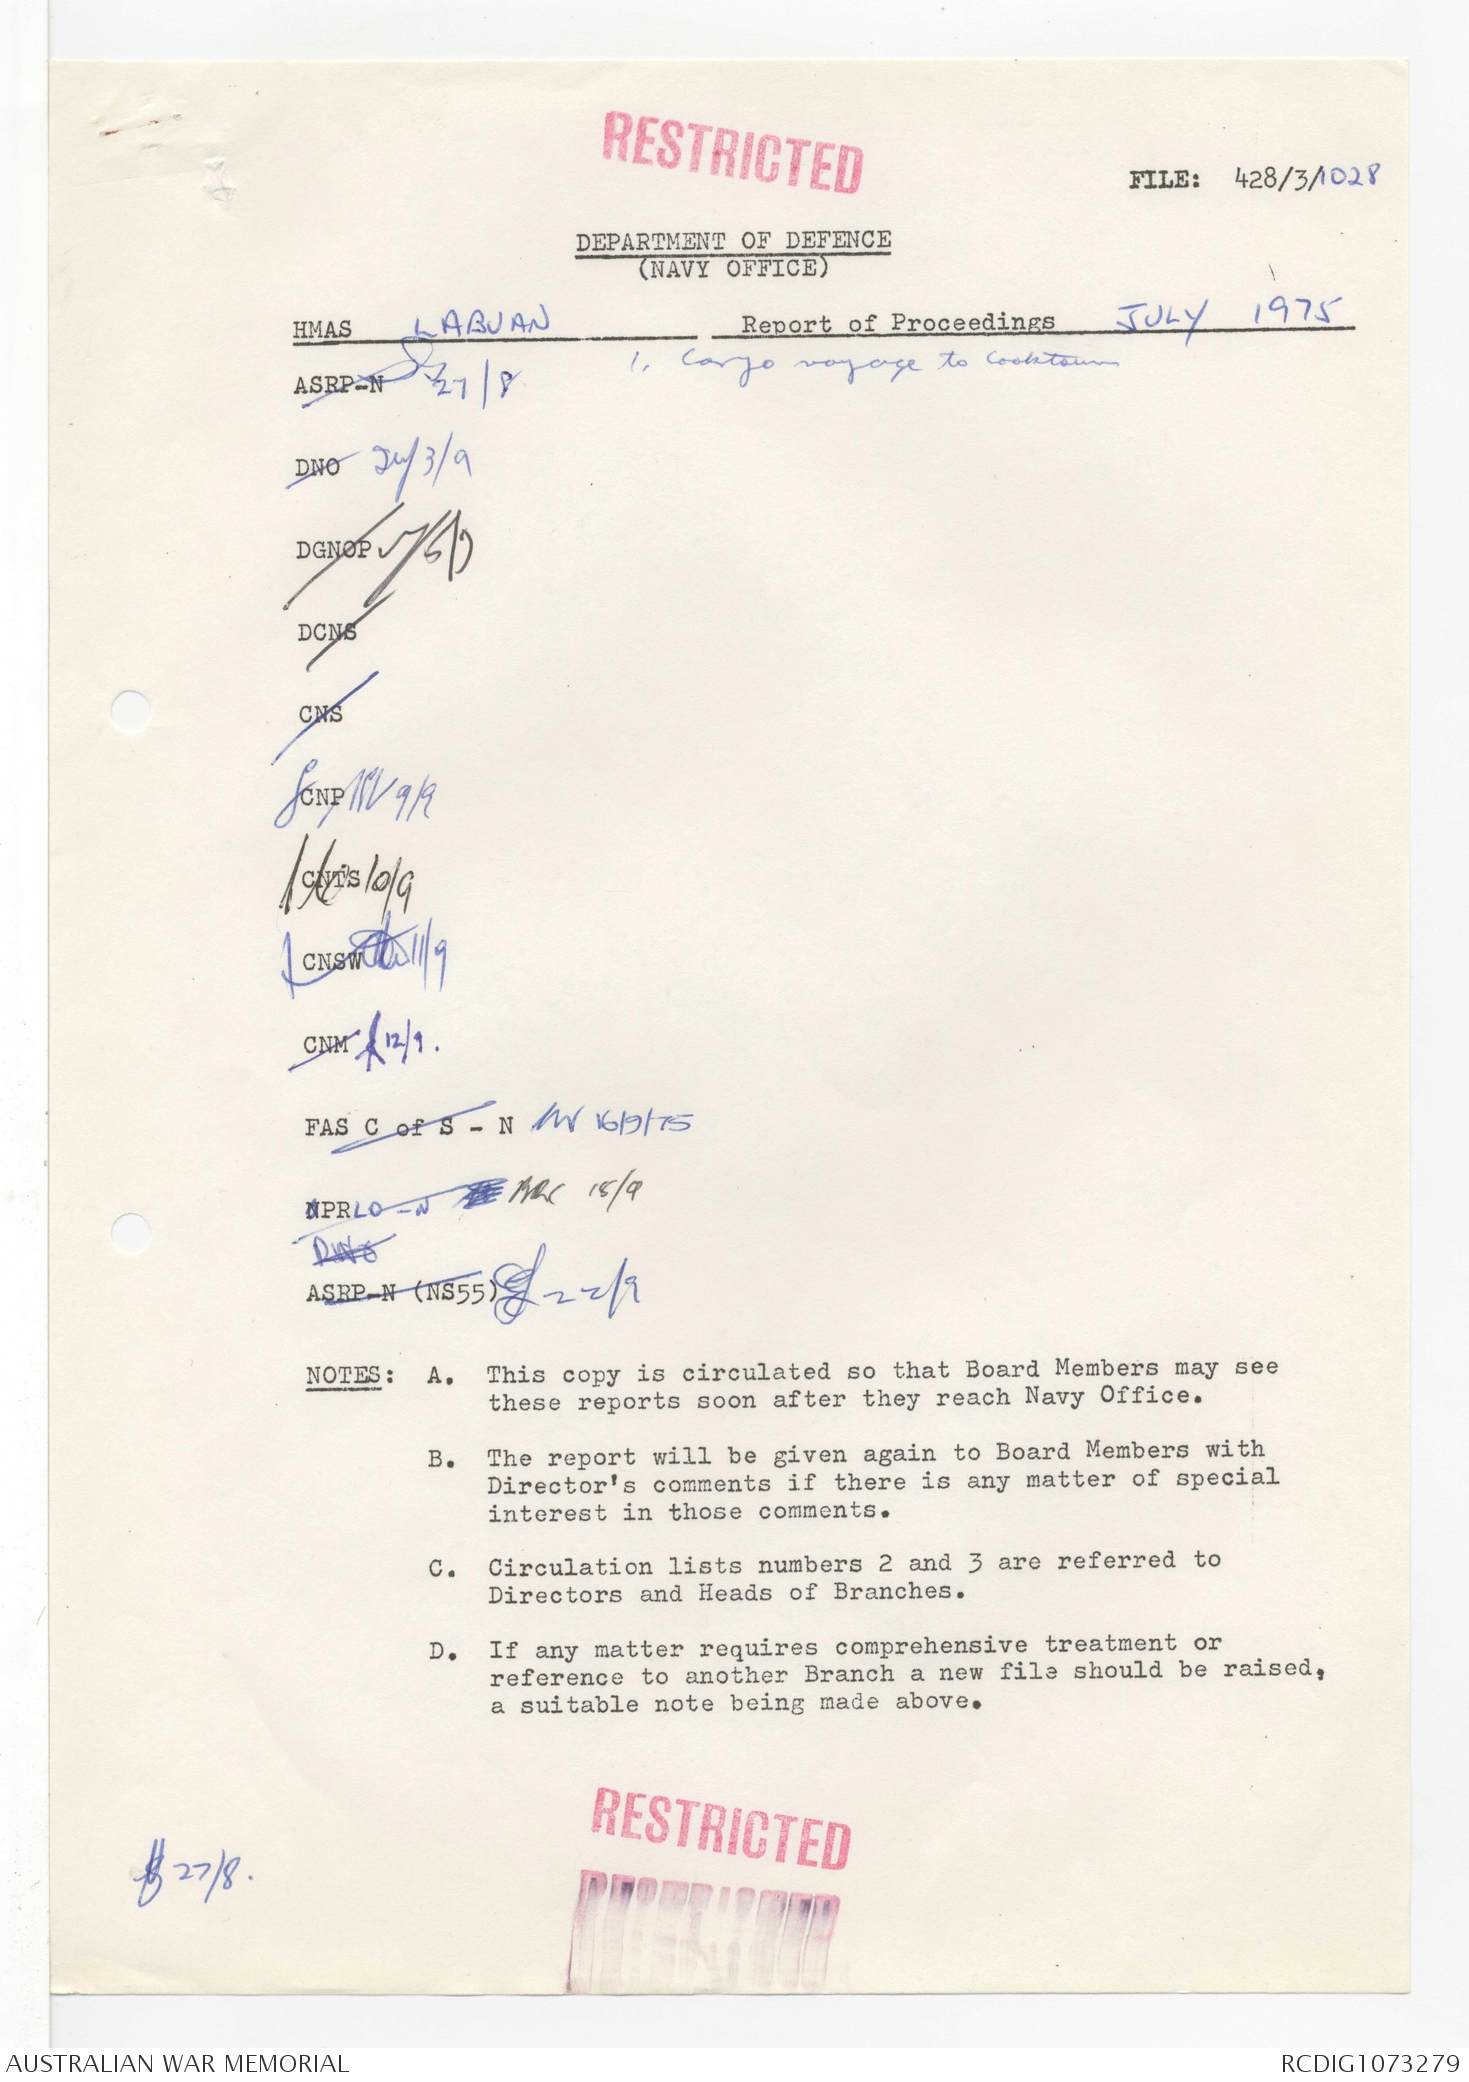 RESTRICTED
FILE: 428/3/1028
DEPARTMENT OF DEFENCE
(NAVY OFFICE)
HMAS LABUAN Report of Proceedings JULY 1975
1. Cargo voyage to Cooktown
ASRP-N 27/8
DNO 3/9
DGNOP
DCNS
CNS
CNP 9/9
CNTS 10/9
CNSW 11/9
CNM 12/9.
FAS C of S - N 16/9/75
NPRLO-N 18/9
DNO
ASRP-N (NS55) 22/9
NOTES: A. This copy is circulated so that Board Members may see
these reports soon after they reach Navy Office.
B. The report will be given again to Board Members with
Director's comments if there is any matter of special
interest in those comments.
C. Circulation lists numbers 2 and 3 are referred to
Directors and Heads of Branches.
D. If any matter requires comprehensive treatment or
reference to another Branch a new file should be raised,
a suitable note being made above.
RESTRICTED
27/8.
RESTRICTED
AUSTRALIAN WAR MEMORIAL
RCDIG1073279